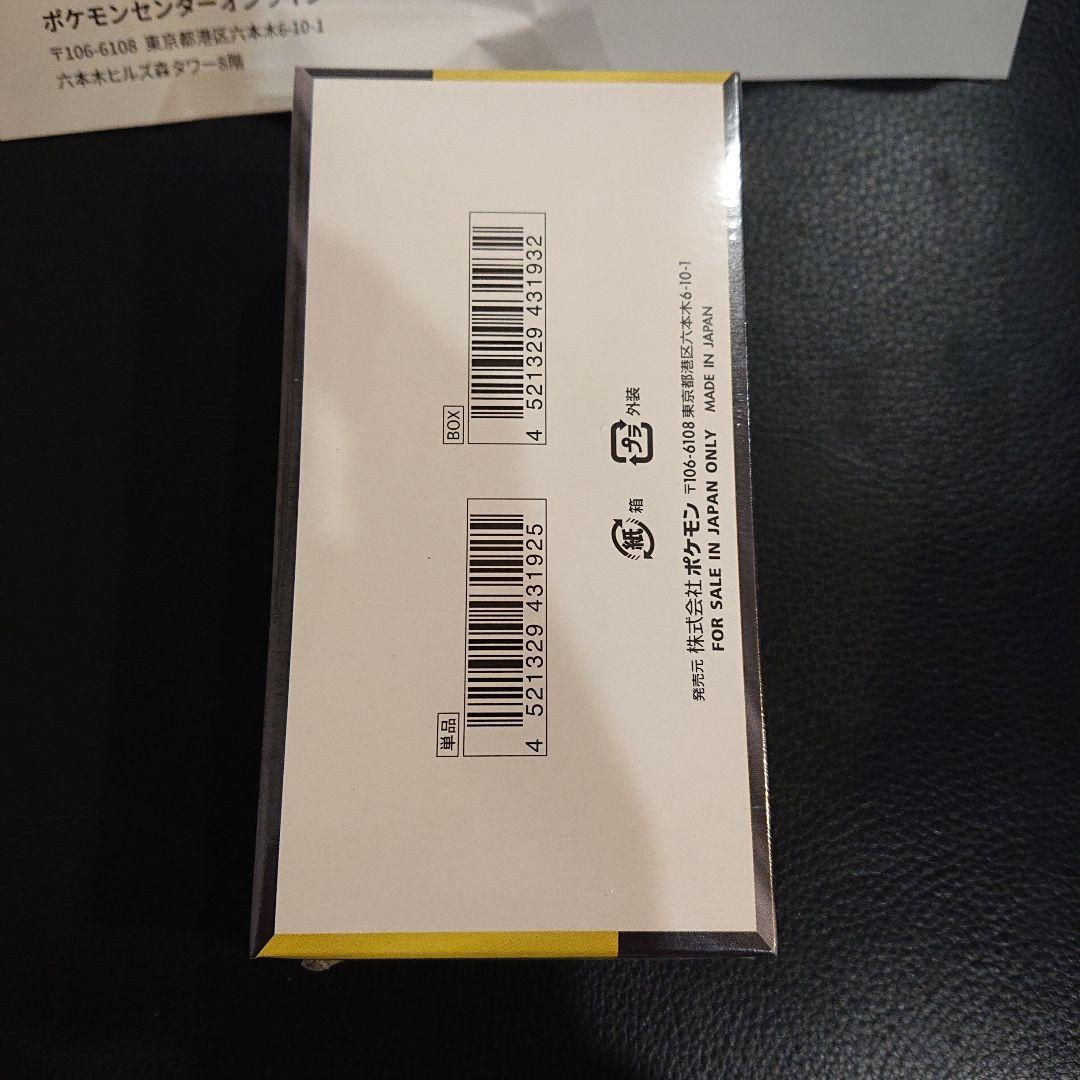 ポケモンセンターオンライン
〒106-6108 東京都港区六本木6-10-1
六本木ヒルズ森タワー8階
BOX
4 521329 431932
単品
4 521329 431925
プラ 外装
紙 箱
発売元 株式会社 ポケモン 〒106-6108 東京都港区六本木6-10-1
FOR SALE IN JAPAN ONLY MADE IN JAPAN